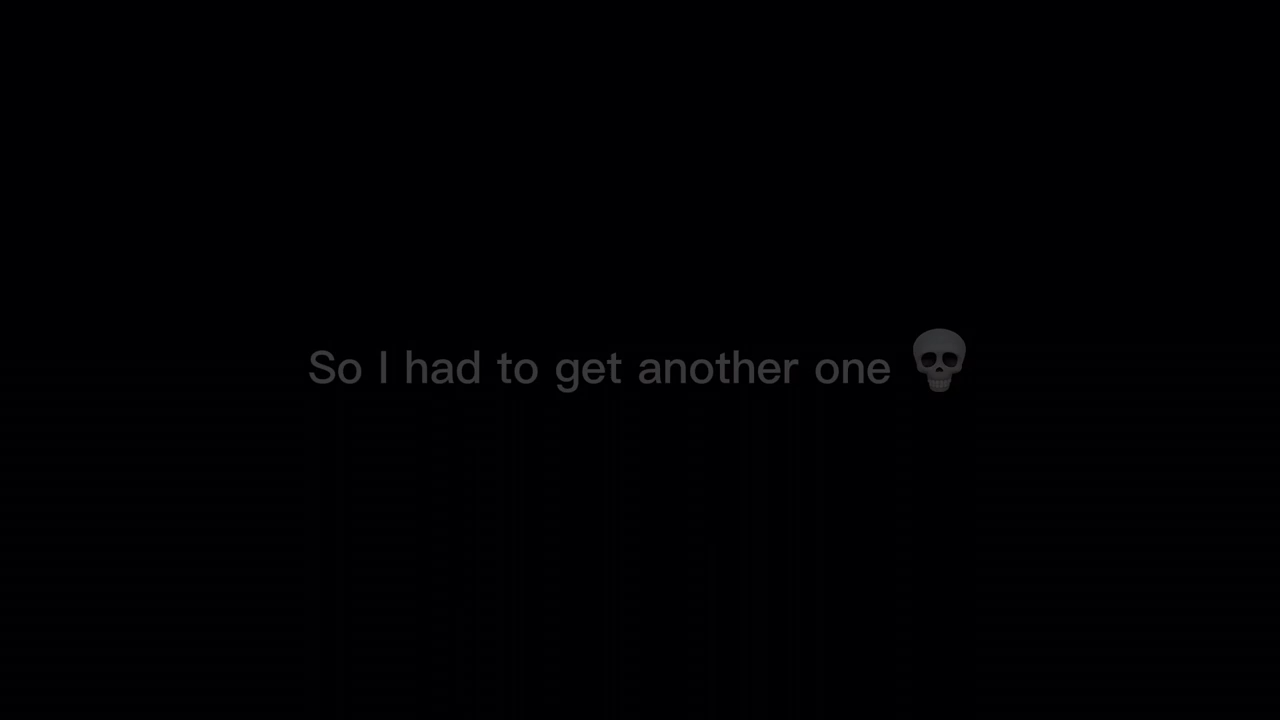 So I had to get another one 💀